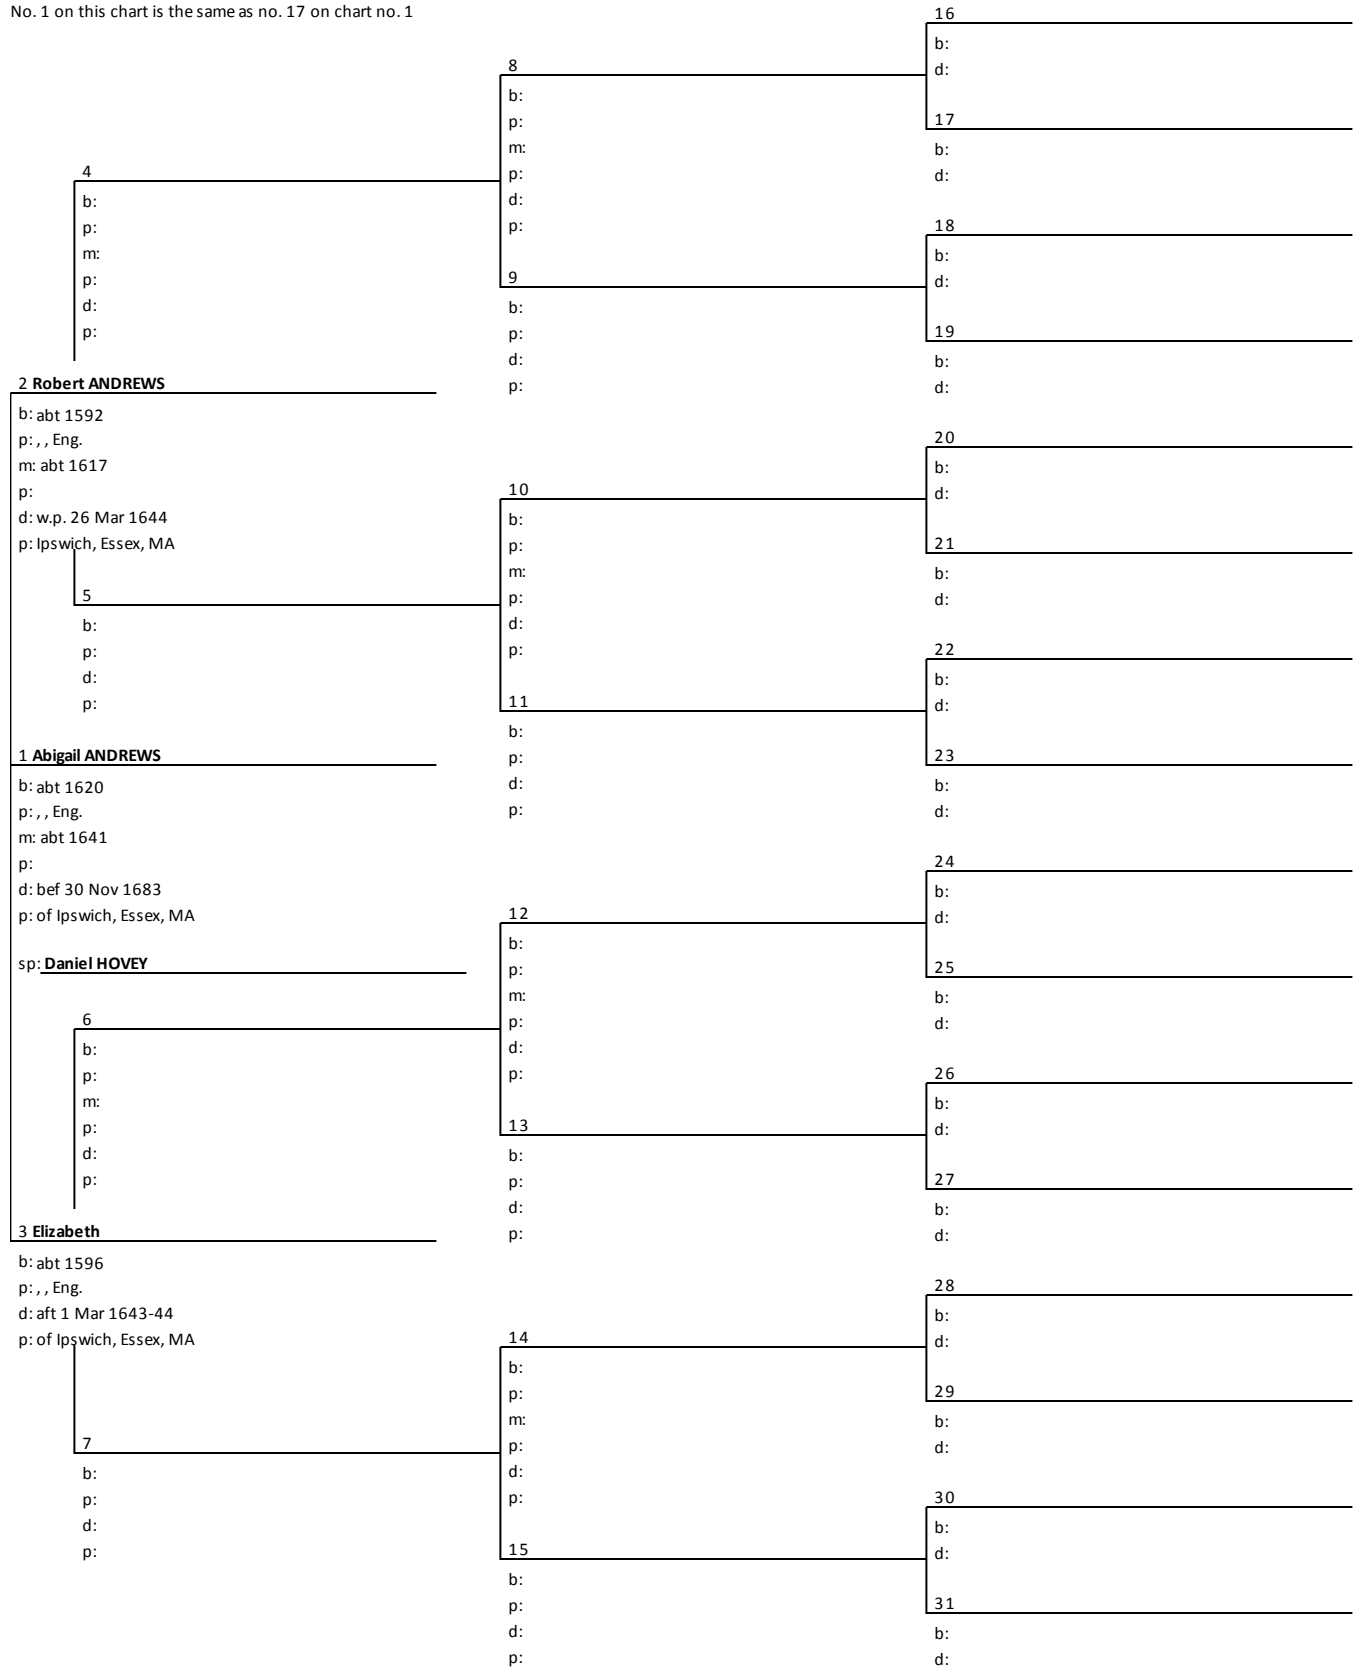 No. 1 on this chart is the same as no. 17 on chart no. 1
16
b:
d:
8
b:
p:
m:
p:
d:
p:
17
b:
d:
4
b:
p:
m:
p:
d:
p:
18
b:
d:
9
b:
p:
d:
p:
19
b:
d:
2 Robert ANDREWS
b: abt 1592
p: , , Eng.
m: abt 1617
p:
d: w.p. 26 Mar 1644
p: Ipswich, Essex, MA
20
b:
d:
10
b:
p:
m:
p:
d:
p:
21
b:
d:
5
b:
p:
d:
p:
22
b:
d:
11
b:
p:
d:
p:
23
b:
d:
1 Abigail ANDREWS
b: abt 1620
p: , , Eng.
m: abt 1641
p:
d: bef 30 Nov 1683
p: of Ipswich, Essex, MA
sp: Daniel HOVEY
24
b:
d:
12
b:
p:
m:
p:
d:
p:
25
b:
d:
6
b:
p:
m:
p:
d:
p:
26
b:
d:
13
b:
p:
d:
p:
27
b:
d:
3 Elizabeth
b: abt 1596
p: , , Eng.
d: aft 1 Mar 1643-44
p: of Ipswich, Essex, MA
28
b:
d:
14
b:
p:
m:
p:
d:
p:
29
b:
d:
7
b:
p:
d:
p:
30
b:
d:
15
b:
p:
d:
p:
31
b:
d: